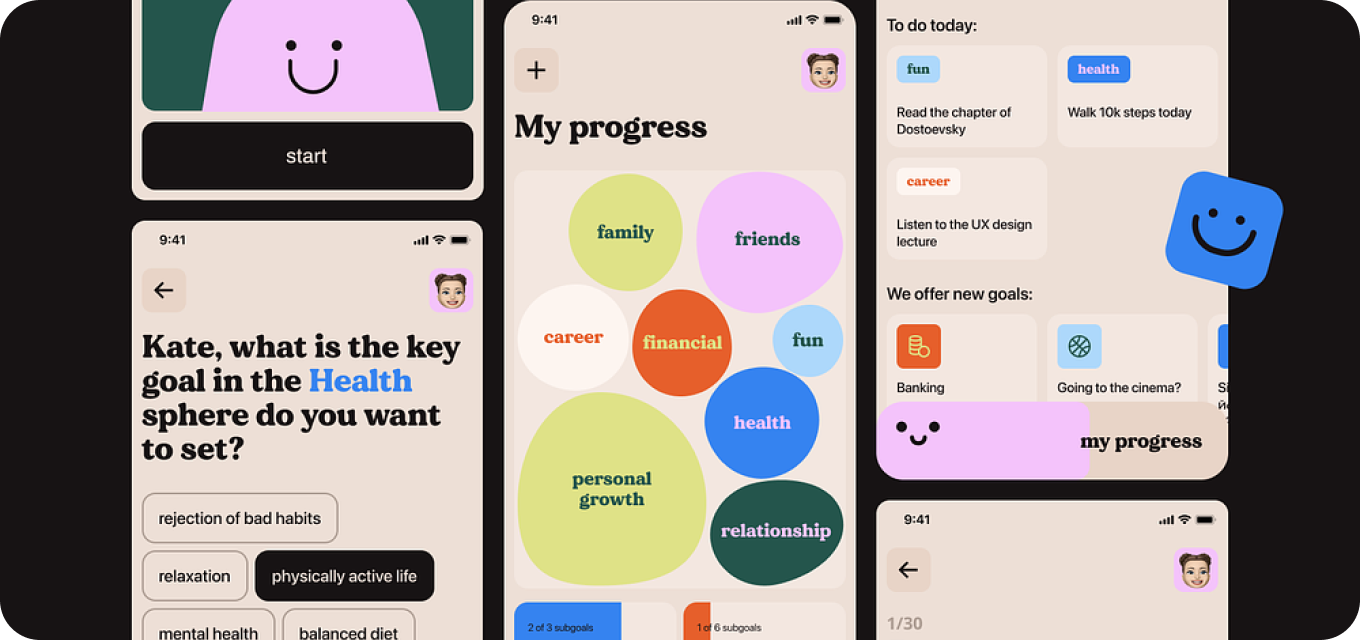 start
9:41
Kate, what is the key
goal in the Health
sphere do you want
to set?
rejection of bad habits
relaxation
physically active life
mental health
balanced diet
9:41
My progress
family
friends
career
financial
fun
health
personal
growth
relationship
2 of 3 subgoals
1 of 6 subgoals
To do today:
fun
Read the chapter of
Dostoevsky
health
Walk 10k steps today
career
Listen to the UX design
lecture
We offer new goals:
Banking
Going to the cinema?
my progress
9:41
1/30